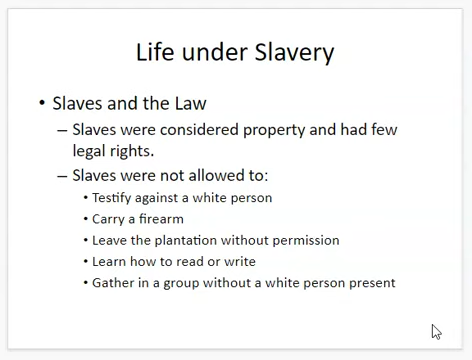 Life under Slavery
• Slaves and the Law
– Slaves were considered property and had few
legal rights.
– Slaves were not allowed to:
• Testify against a white person
• Carry a firearm
• Leave the plantation without permission
• Learn how to read or write
• Gather in a group without a white person present